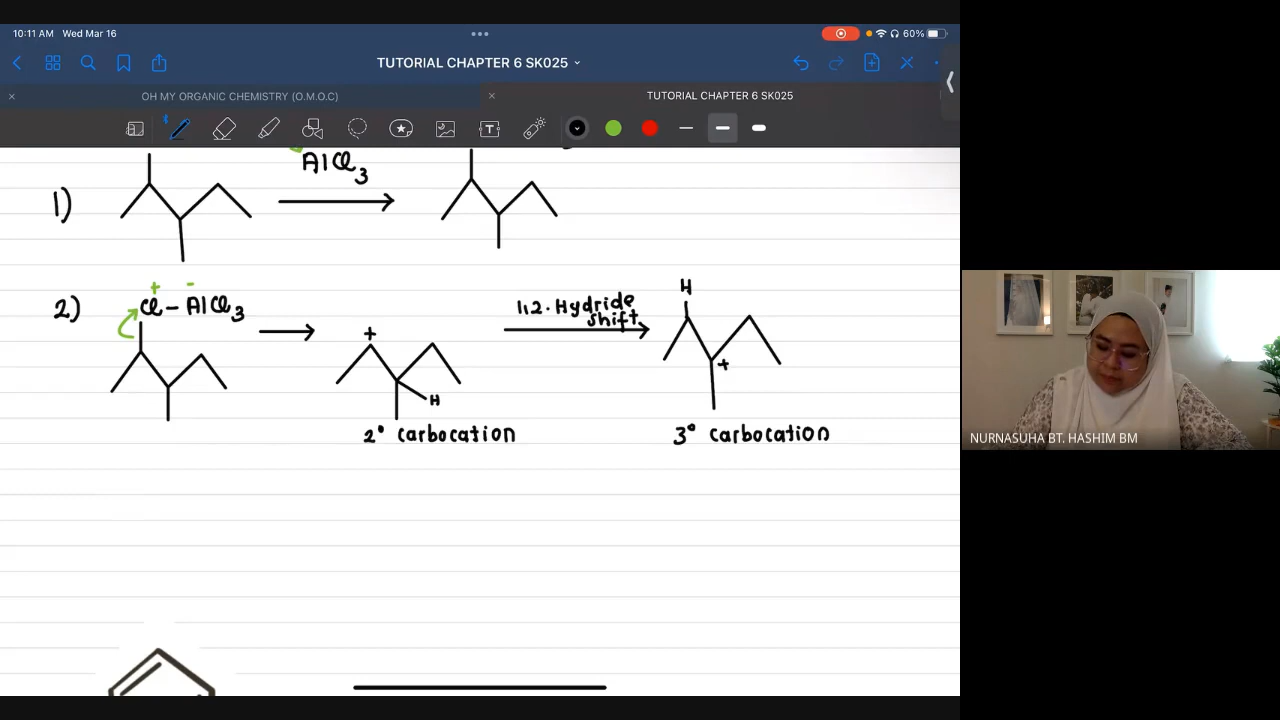 10:11 AM Wed Mar 16
60%
TUTORIAL CHAPTER 6 SK025
OH MY ORGANIC CHEMISTRY (O.M.O.C)
TUTORIAL CHAPTER 6 SK025
AlCl3
1)
2)
+ -
Cl - AlCl3
+
H
2° carbocation
1,2-Hydride
shift
H
+
3° carbocation
NURNASUHA BT. HASHIM BM